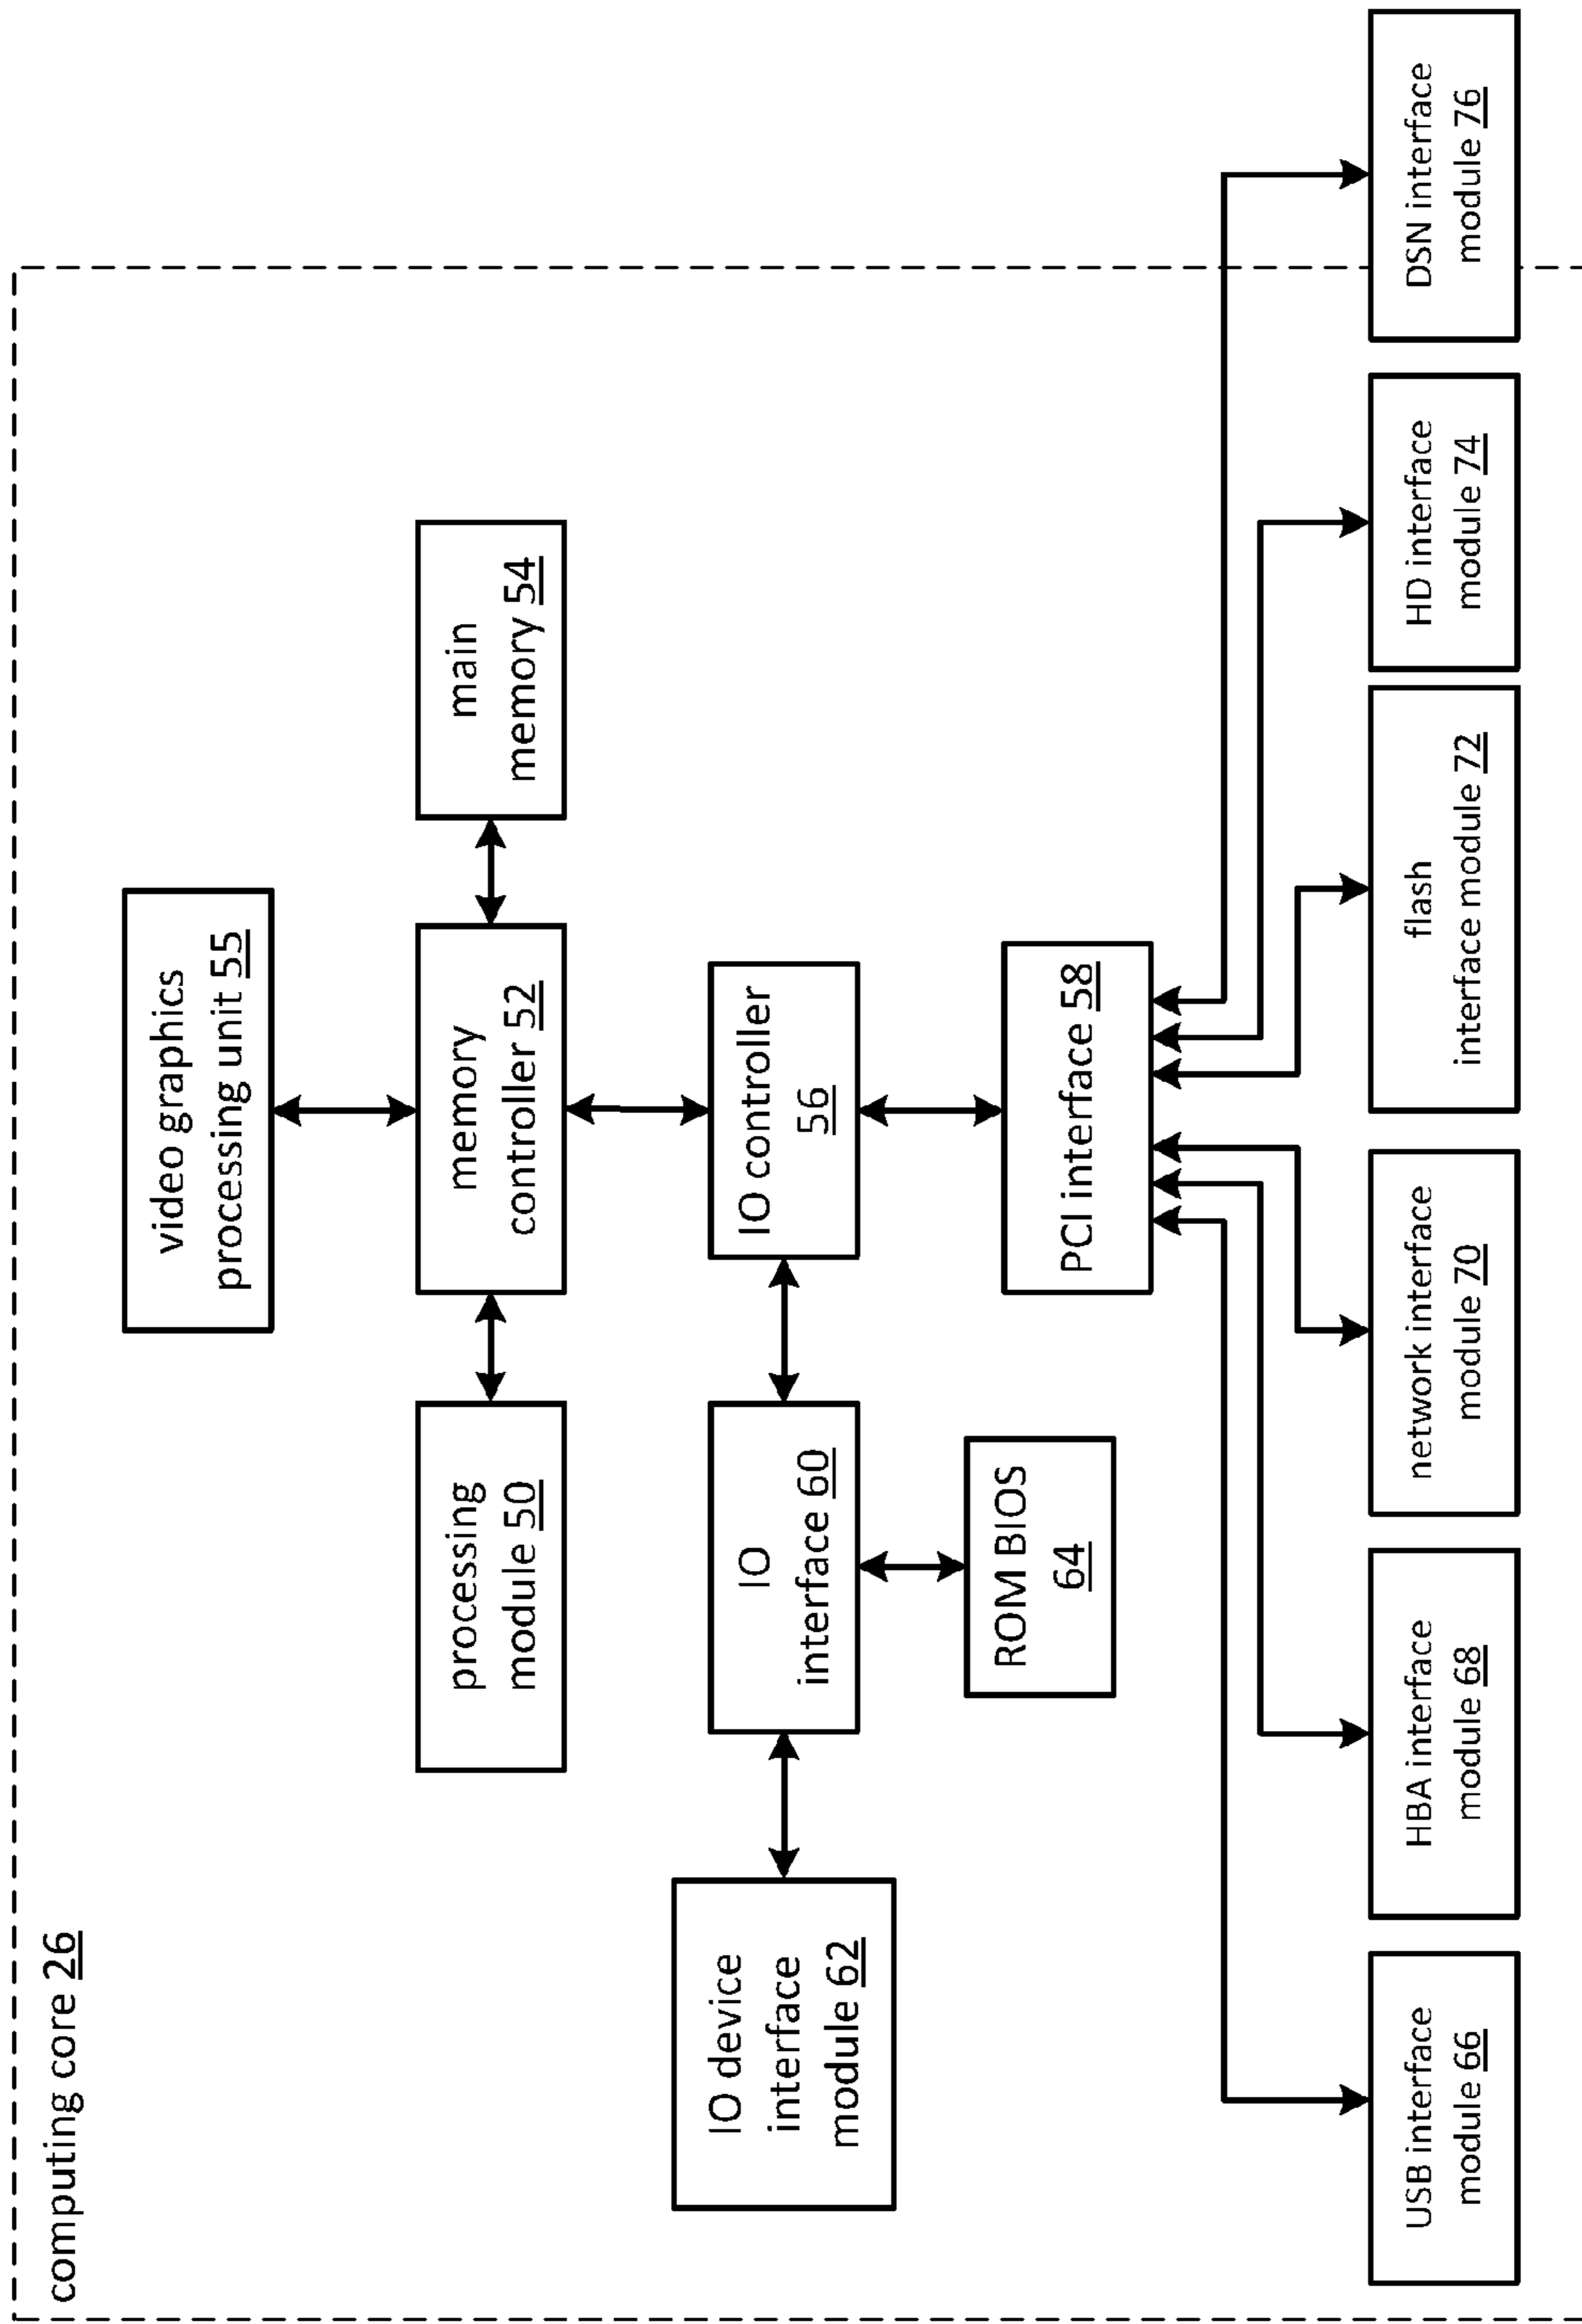 computing core 26
video graphics
processing unit 55
processing
module 50
memory
controller 52
main
memory 54
IO device
interface
module 62
IO
interface 60
IO controller
56
ROM BIOS
64
PCI interface 58
USB interface
module 66
HBA interface
module 68
network interface
module 70
flash
interface module 72
HD interface
module 74
DSN interface
module 76